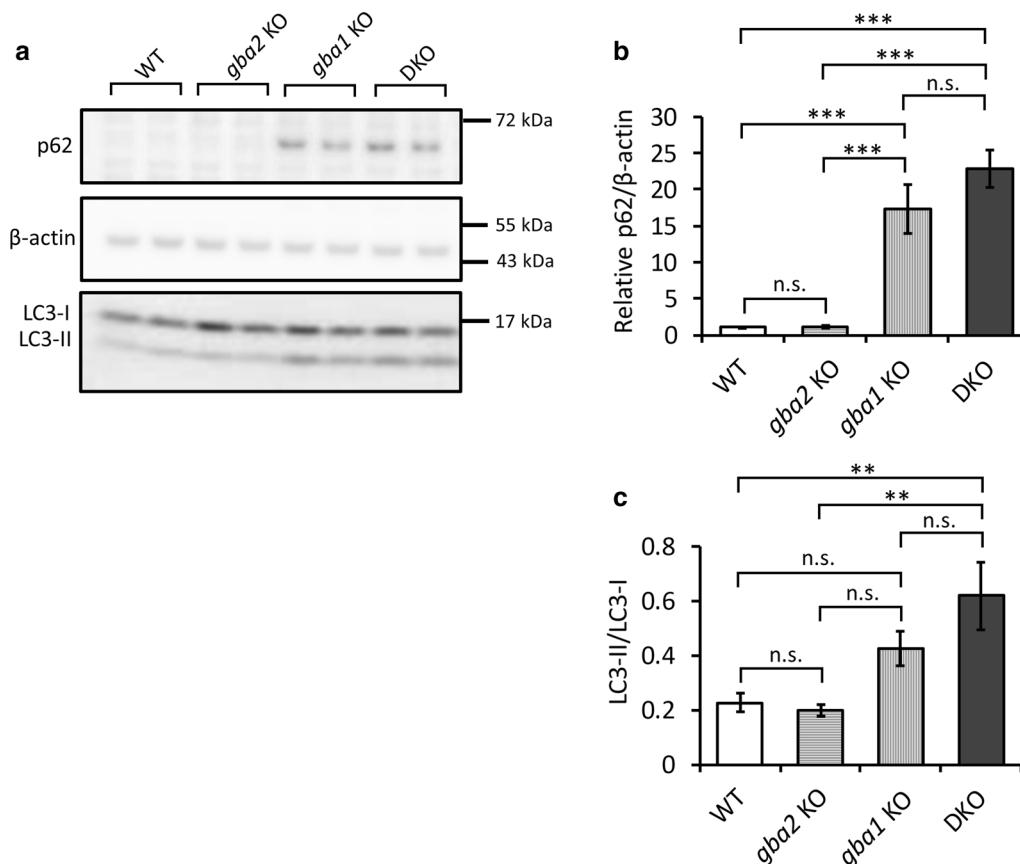 a
WT
gba2 KO
gba1 KO
DKO
p62
72 kDa
β-actin
55 kDa
43 kDa
LC3-I
LC3-II
17 kDa
b
***
***
n.s.
***
***
n.s.
Relative p62/β-actin
30
25
20
15
10
5
0
WT
gba2 KO
gba1 KO
DKO
c
**
**
n.s.
n.s.
n.s.
n.s.
LC3-II/LC3-I
0.8
0.6
0.4
0.2
0
WT
gba2 KO
gba1 KO
DKO